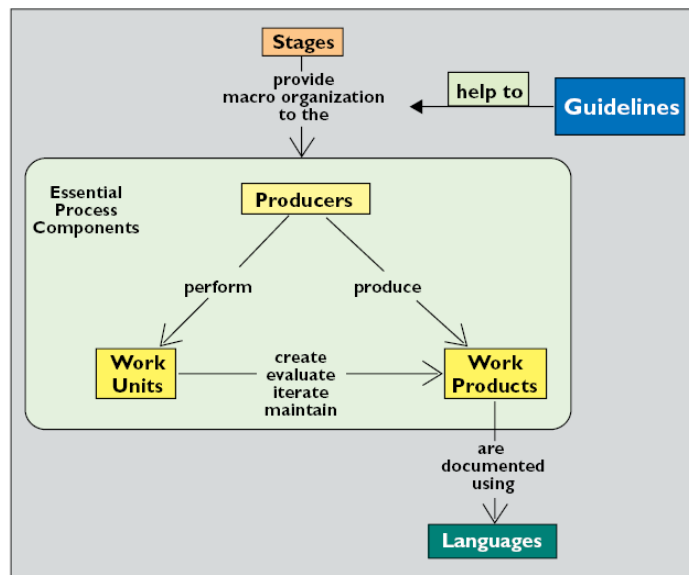 Stages
provide
macro organization
to the
help to
Guidelines
Essential
Process
Components
Producers
perform
produce
Work
Units
create
evaluate
iterate
maintain
Work
Products
are
documented
using
Languages